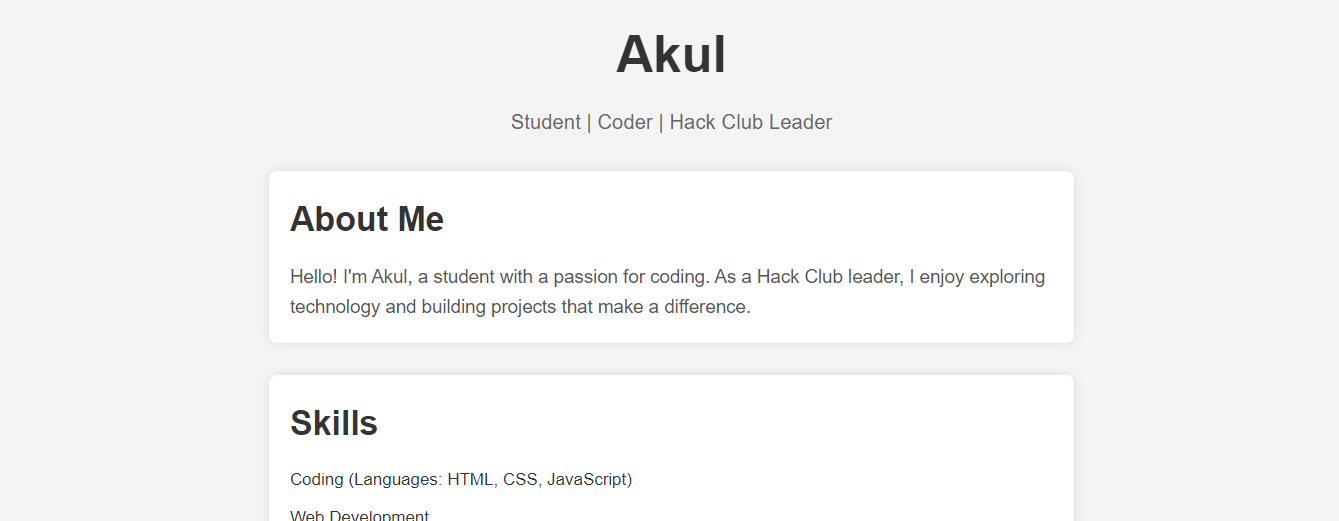 Akul
Student | Coder | Hack Club Leader
About Me
Hello! I'm Akul, a student with a passion for coding. As a Hack Club leader, I enjoy exploring
technology and building projects that make a difference.
Skills
Coding (Languages: HTML, CSS, JavaScript)
Web Development